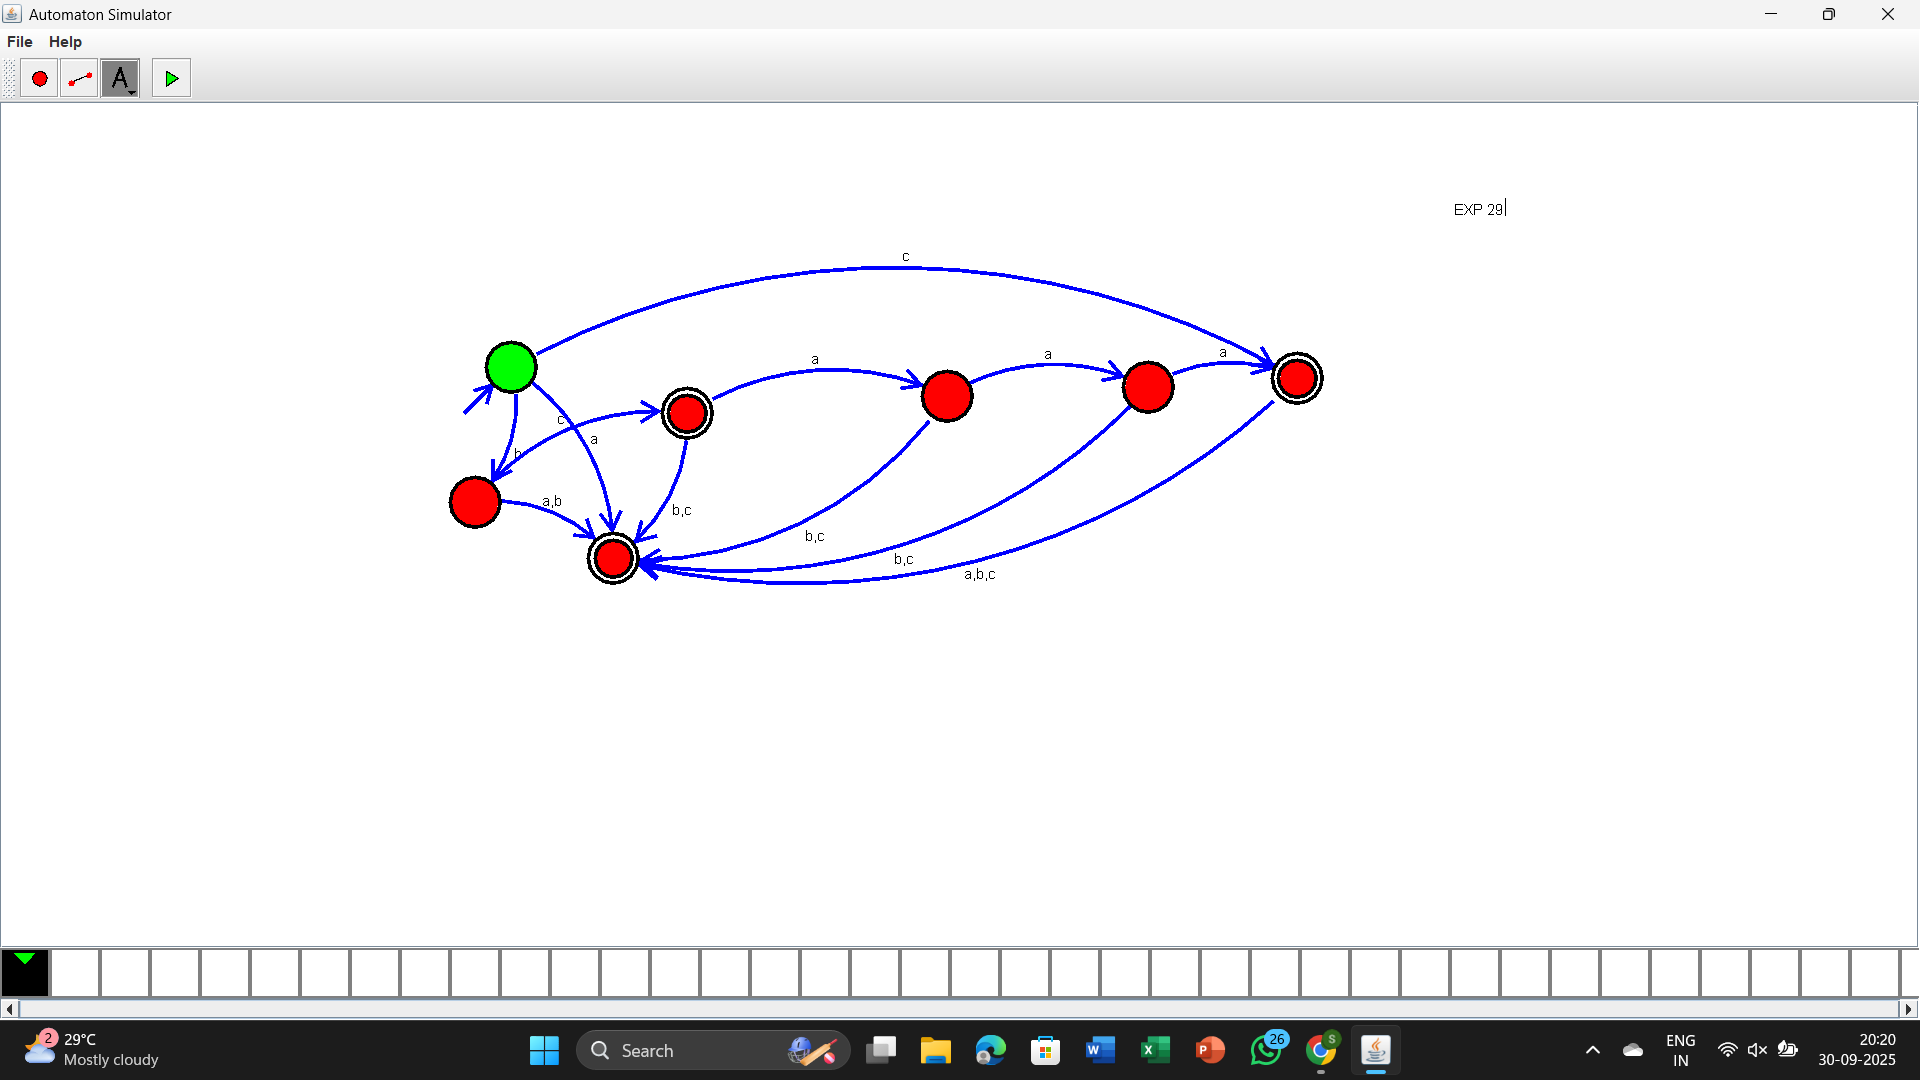 Automaton Simulator
File Help
A
EXP 29
c
a
a
a
c
a
b
a,b
b,c
b,c
b,c
a,b,c
2
29°C
Mostly cloudy
Search
W
X
P
26
S
ENG
IN
20:20
30-09-2025